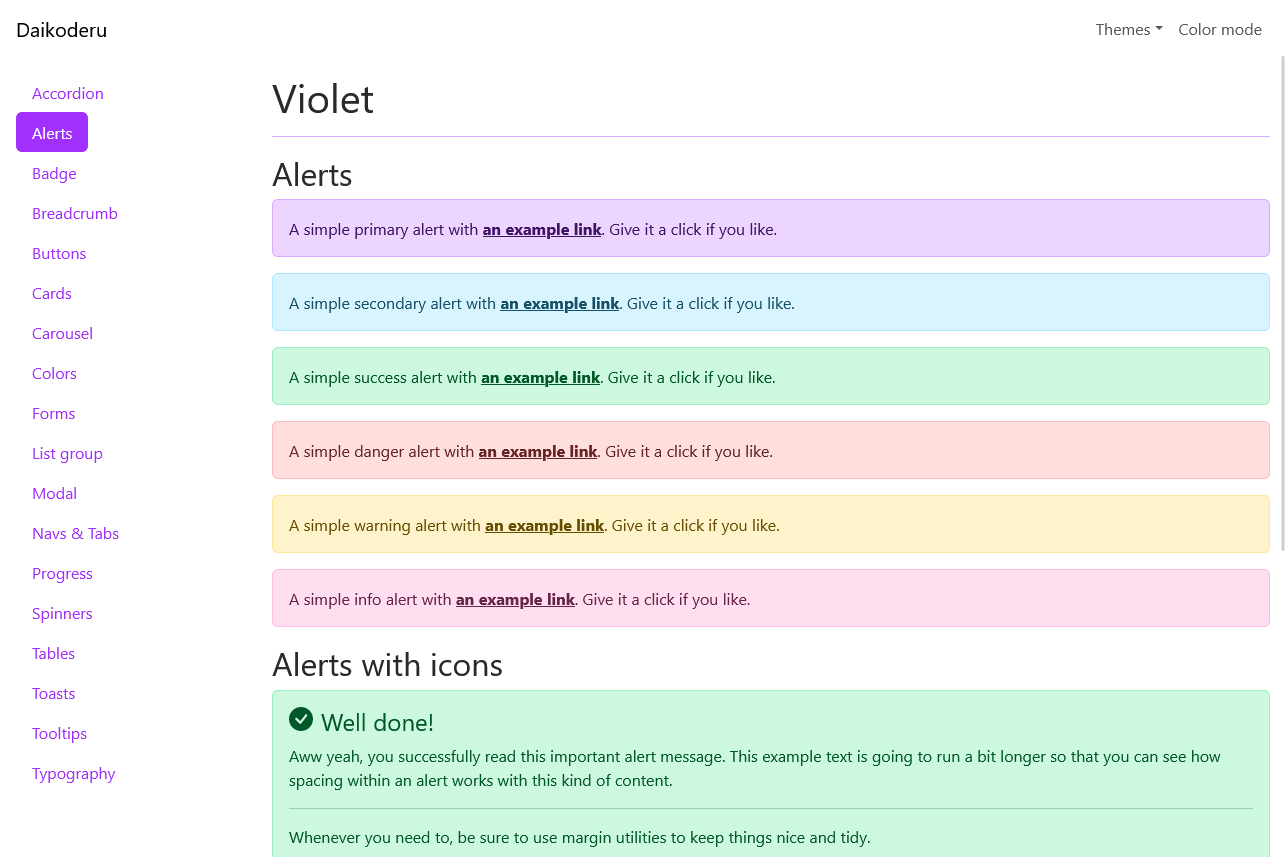 Daikoderu
Themes
Color mode
Accordion
Alerts
Badge
Breadcrumb
Buttons
Cards
Carousel
Colors
Forms
List group
Modal
Navs & Tabs
Progress
Spinners
Tables
Toasts
Tooltips
Typography
Violet
Alerts
A simple primary alert with an example link. Give it a click if you like.
A simple secondary alert with an example link. Give it a click if you like.
A simple success alert with an example link. Give it a click if you like.
A simple danger alert with an example link. Give it a click if you like.
A simple warning alert with an example link. Give it a click if you like.
A simple info alert with an example link. Give it a click if you like.
Alerts with icons
Well done!
Aww yeah, you successfully read this important alert message. This example text is going to run a bit longer so that you can see how
spacing within an alert works with this kind of content.
Whenever you need to, be sure to use margin utilities to keep things nice and tidy.